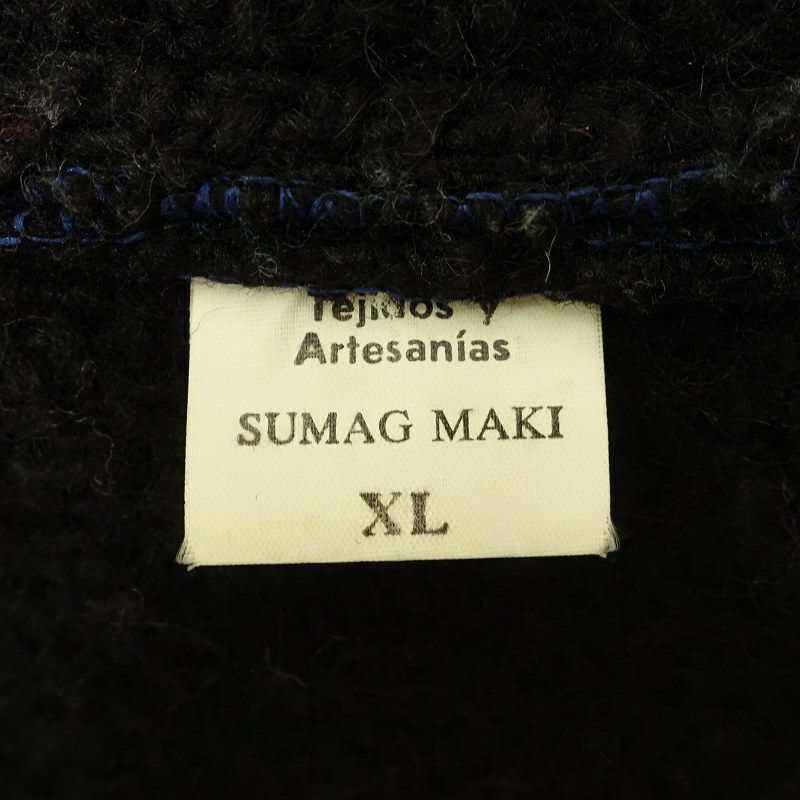 Tejidos y
Artesanías
SUMAG MAKI
XL